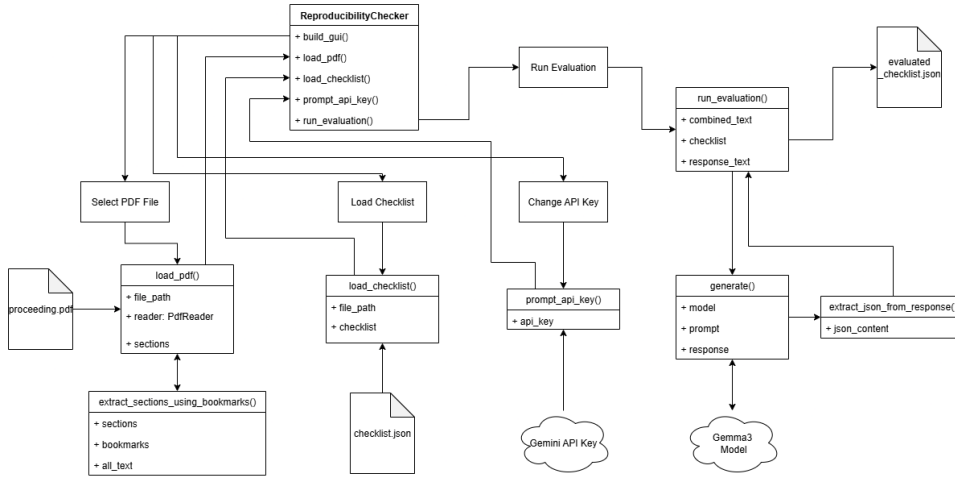 ReproducibilityChecker
+ build_gui()
+ load_pdf()
+ load_checklist()
+ prompt_api_key()
+ run_evaluation()
Run Evaluation
evaluated
_checklist.json
run_evaluation()
+ combined_text
+ checklist
+ response_text
Select PDF File
Load Checklist
Change API Key
load_pdf()
+ file_path
+ reader: PdfReader
+ sections
proceeding.pdf
load_checklist()
+ file_path
+ checklist
prompt_api_key()
+ api_key
generate()
+ model
+ prompt
+ response
extract_json_from_response()
+ json_content
extract_sections_using_bookmarks()
+ sections
+ bookmarks
+ all_text
checklist.json
Gemini API Key
Gemma3
Model